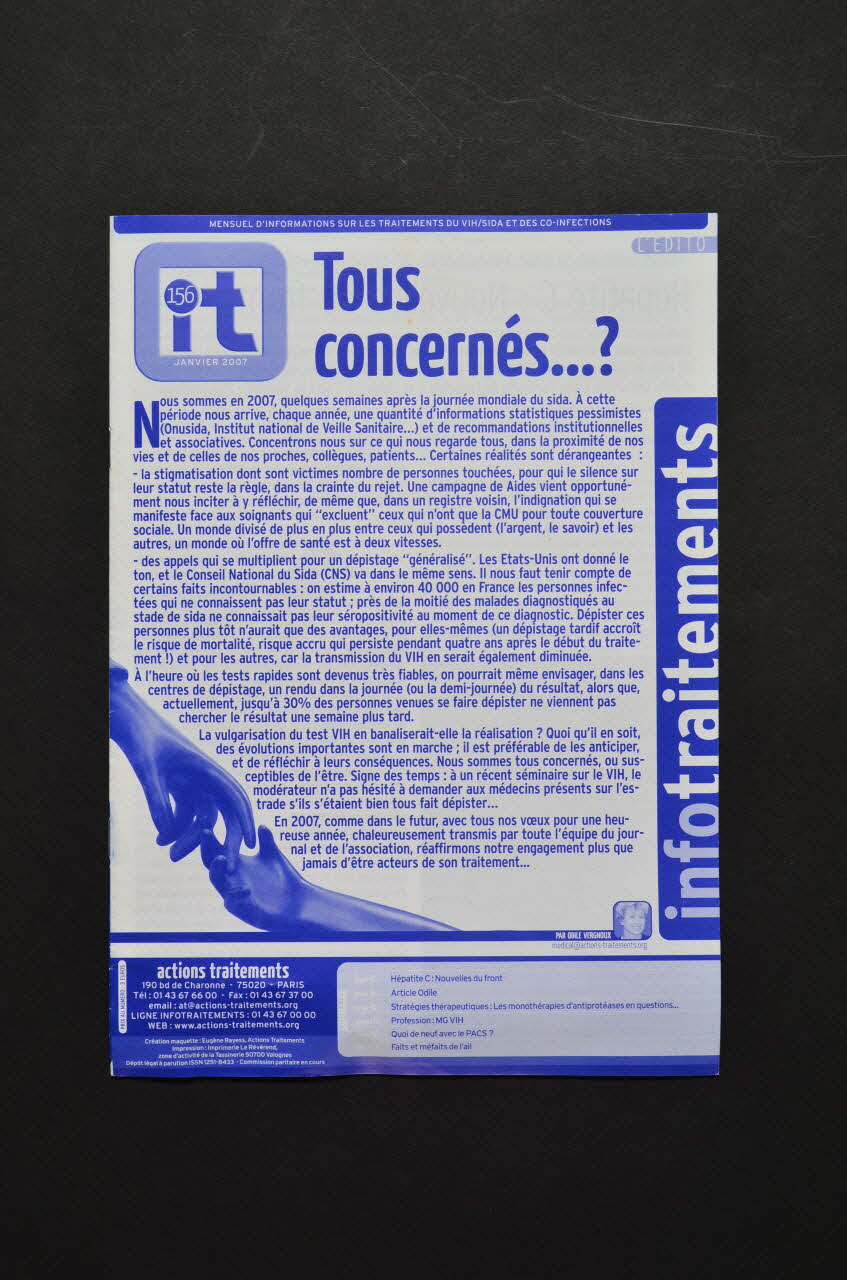 MENSUEL D'INFORMATIONS SUR LES TRAITEMENTS DU VIH/SIDA ET DES CO-INFECTIONS
L'EDITO
156
it
JANVIER 2007
Tous
concernés...?
Nous sommes en 2007, quelques semaines après la journée mondiale du sida. À cette
période nous arrive, chaque année, une quantité d'informations statistiques pessimistes
(Onusida, Institut national de Veille Sanitaire...) et de recommandations institutionnelles
et associatives. Concentrons nous sur ce qui nous regarde tous, dans la proximité de nos
vies et de celles de nos proches, collègues, patients... Certaines réalités sont dérangeantes :
- la stigmatisation dont sont victimes nombre de personnes touchées, pour qui le silence sur
leur statut reste la règle, dans la crainte du rejet. Une campagne de Aides vient opportuné-
ment nous inciter à y réfléchir, de même que, dans un registre voisin, l'indignation qui se
manifeste face aux soignants qui "excluent" ceux qui n'ont que la CMU pour toute couverture
sociale. Un monde divisé de plus en plus entre ceux qui possèdent (l'argent, le savoir) et les
autres, un monde où l'offre de santé est à deux vitesses.
- des appels qui se multiplient pour un dépistage "généralisé". Les Etats-Unis ont donné le
ton, et le Conseil National du Sida (CNS) va dans le même sens. Il nous faut tenir compte de
certains faits incontournables : on estime à environ 40 000 en France les personnes infec-
tées qui ne connaissent pas leur statut ; près de la moitié des malades diagnostiqués au
stade de sida ne connaissait pas leur séropositivité au moment de ce diagnostic. Dépister ces
personnes plus tôt n'aurait que des avantages, pour elles-mêmes (un dépistage tardif accroît
le risque de mortalité, risque accru qui persiste pendant quatre ans après le début du traite-
ment !) et pour les autres, car la transmission du VIH en serait également diminuée.
À l'heure où les tests rapides sont devenus très fiables, on pourrait même envisager, dans les
centres de dépistage, un rendu dans la journée (ou la demi-journée) du résultat, alors que,
actuellement, jusqu'à 30% des personnes venues se faire dépister ne viennent pas
chercher le résultat une semaine plus tard.
La vulgarisation du test VIH en banaliserait-elle la réalisation ? Quoi qu'il en soit,
des évolutions importantes sont en marche ; il est préférable de les anticiper,
et de réfléchir à leurs conséquences. Nous sommes tous concernés, ou sus-
ceptibles de l'être. Signe des temps : à un récent séminaire sur le VIH, le
modérateur n'a pas hésité à demander aux médecins présents sur l'es-
trade s'ils s'étaient bien tous fait dépister...
En 2007, comme dans le futur, avec tous nos vœux pour une heu-
reuse année, chaleureusement transmis par toute l'équipe du jour-
nal et de l'association, réaffirmons notre engagement plus que
jamais d'être acteurs de son traitement...
infotraitements
PAR ODILE VERGNOUX
medical@actions-traitements.org
PRIX AU NUMERO : 3 EUROS
actions traitements
190 bd de Charonne - 75020 - PARIS
Tél : 01 43 67 66 00 - Fax : 01 43 67 37 00
email : at@actions-traitements.org
LIGNE INFOTRAITEMENTS : 01 43 67 00 00
WEB : www.actions-traitements.org
Création maquette : Eugène Rayess, Actions Traitements
Impression : Imprimerie Le Révérend,
zone d'activité de la Tassinerie 50700 Valognes
Dépôt légal à parution ISSN 1251-8433 - Commission paritaire en cours
Hépatite C : Nouvelles du front
Article Odile
Stratégies thérapeutiques : Les monothérapies d'antiprotéases en questions...
Profession : MG VIH
Quoi de neuf avec le PACS ?
Faits et méfaits de l'ail